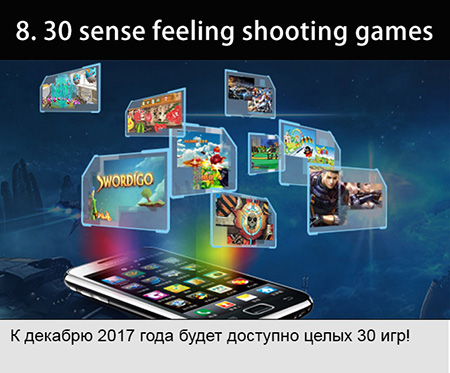 8. 30 sense feeling shooting games
SWORDIGO
К декабрю 2017 года будет доступно целых 30 игр!